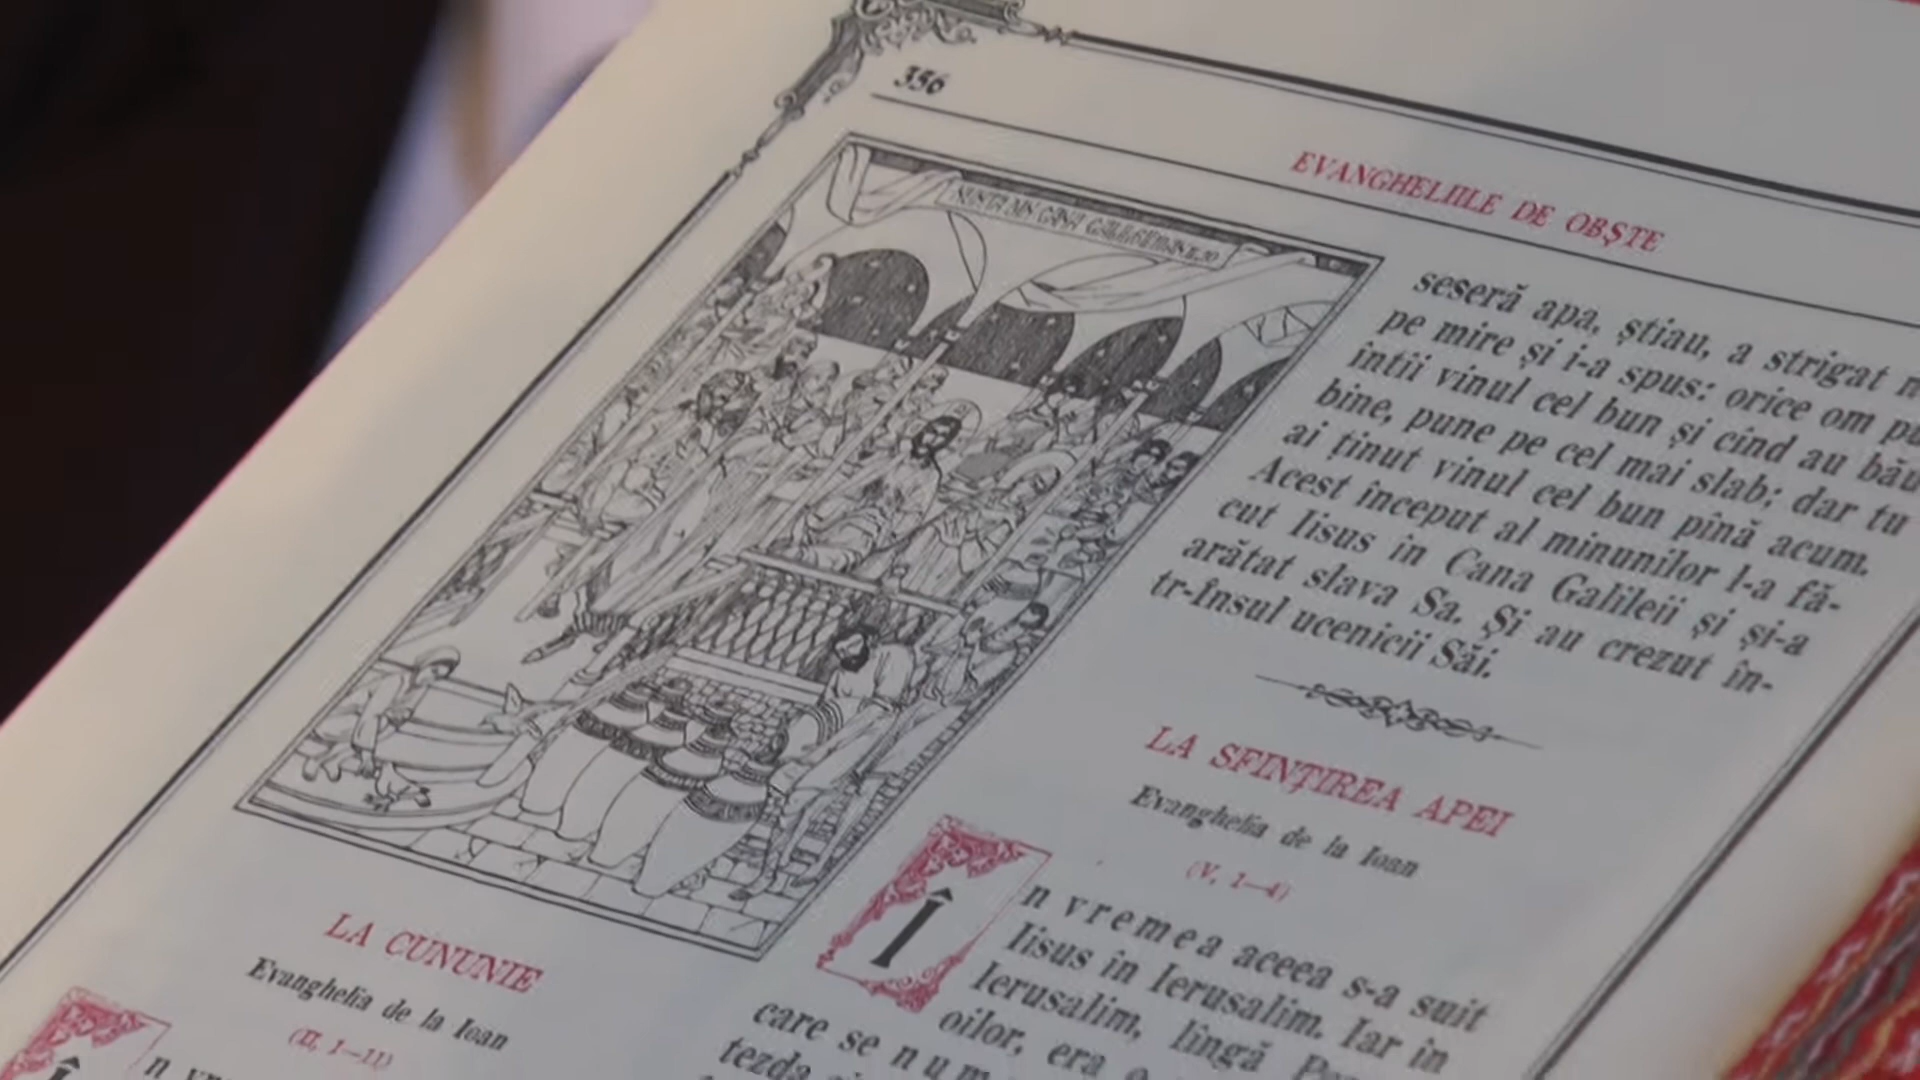 356
EVANGHELIILE DE OBȘTE
NUNTA DIN CANA GALILEII
LA CUNUNIE
Evanghelia de la Ioan
(II, 1—11)
Î
n
seseră apa, știau, a strigat
pe mire și i-a spus: orice om
întîi vinul cel bun și cînd au
bine, pune pe cel mai slab; dar tu
ai ținut vinul cel bun pînă acum.
Acest început al minunilor l-a fă-
cut Iisus în Cana Galileii și și-a
arătat slava Sa. Și au crezut în-
tr-Însul ucenicii Săi.
LA SFINȚIREA APEI
Evanghelia de la Ioan
(V, 1—4)
În vremea aceea s-a suit
Iisus în Ierusalim. Iar în
Ierusalim, lîngă
oilor, era o
care se